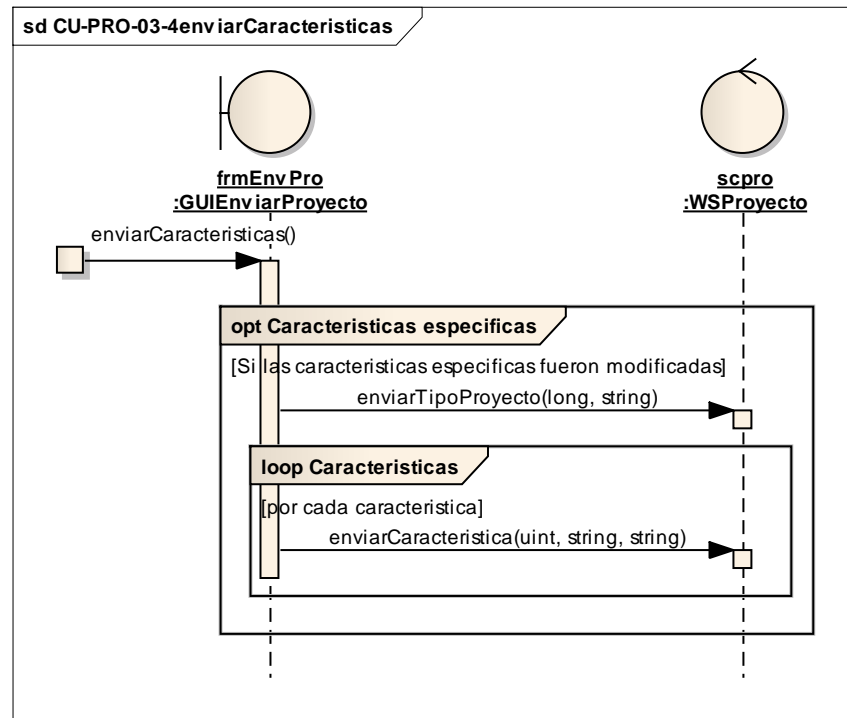 sd CU-PRO-03-4enviarCaracteristicas
frmEnvPro
:GUIEnviarProyecto
scpro
:WSProyecto
enviarCaracteristicas()
opt Caracteristicas especificas
[Si las caracteristicas especificas fueron modificadas]
enviarTipoProyecto(long, string)
loop Caracteristicas
[por cada caracteristica]
enviarCaracteristica(uint, string, string)